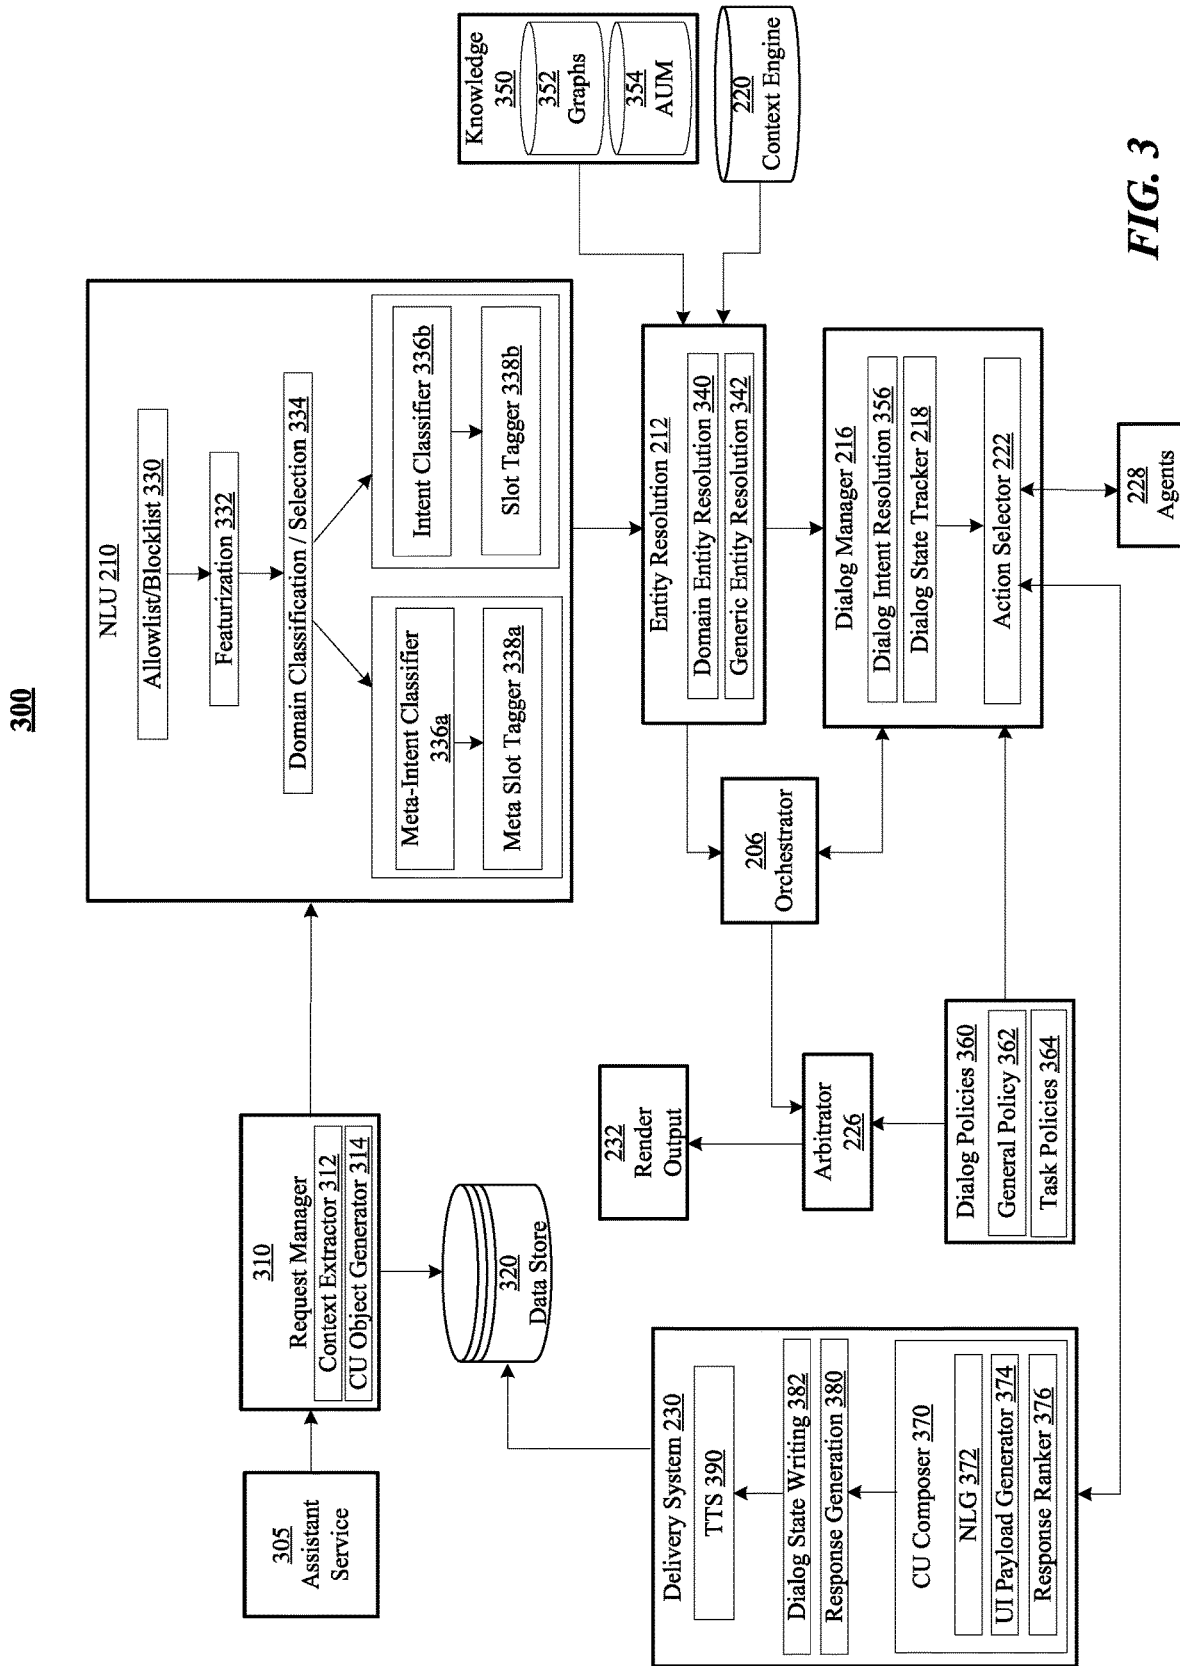 300
305
Assistant
Service
310
Request Manager
Context Extractor 312
CU Object Generator 314
320
Data Store
NLU 210
Allowlist/Blocklist 330
Featurization 332
Domain Classification / Selection 334
Meta-Intent Classifier
336a
Meta Slot Tagger 338a
Intent Classifier 336b
Slot Tagger 338b
Knowledge
350
352
Graphs
354
AUM
220
Context Engine
Entity Resolution 212
Domain Entity Resolution 340
Generic Entity Resolution 342
206
Orchestrator
Dialog Manager 216
Dialog Intent Resolution 356
Dialog State Tracker 218
Action Selector 222
228
Agents
232
Render
Output
Arbitrator
226
Dialog Policies 360
General Policy 362
Task Policies 364
Delivery System 230
TTS 390
Dialog State Writing 382
Response Generation 380
CU Composer 370
NLG 372
UI Payload Generator 374
Response Ranker 376
FIG. 3